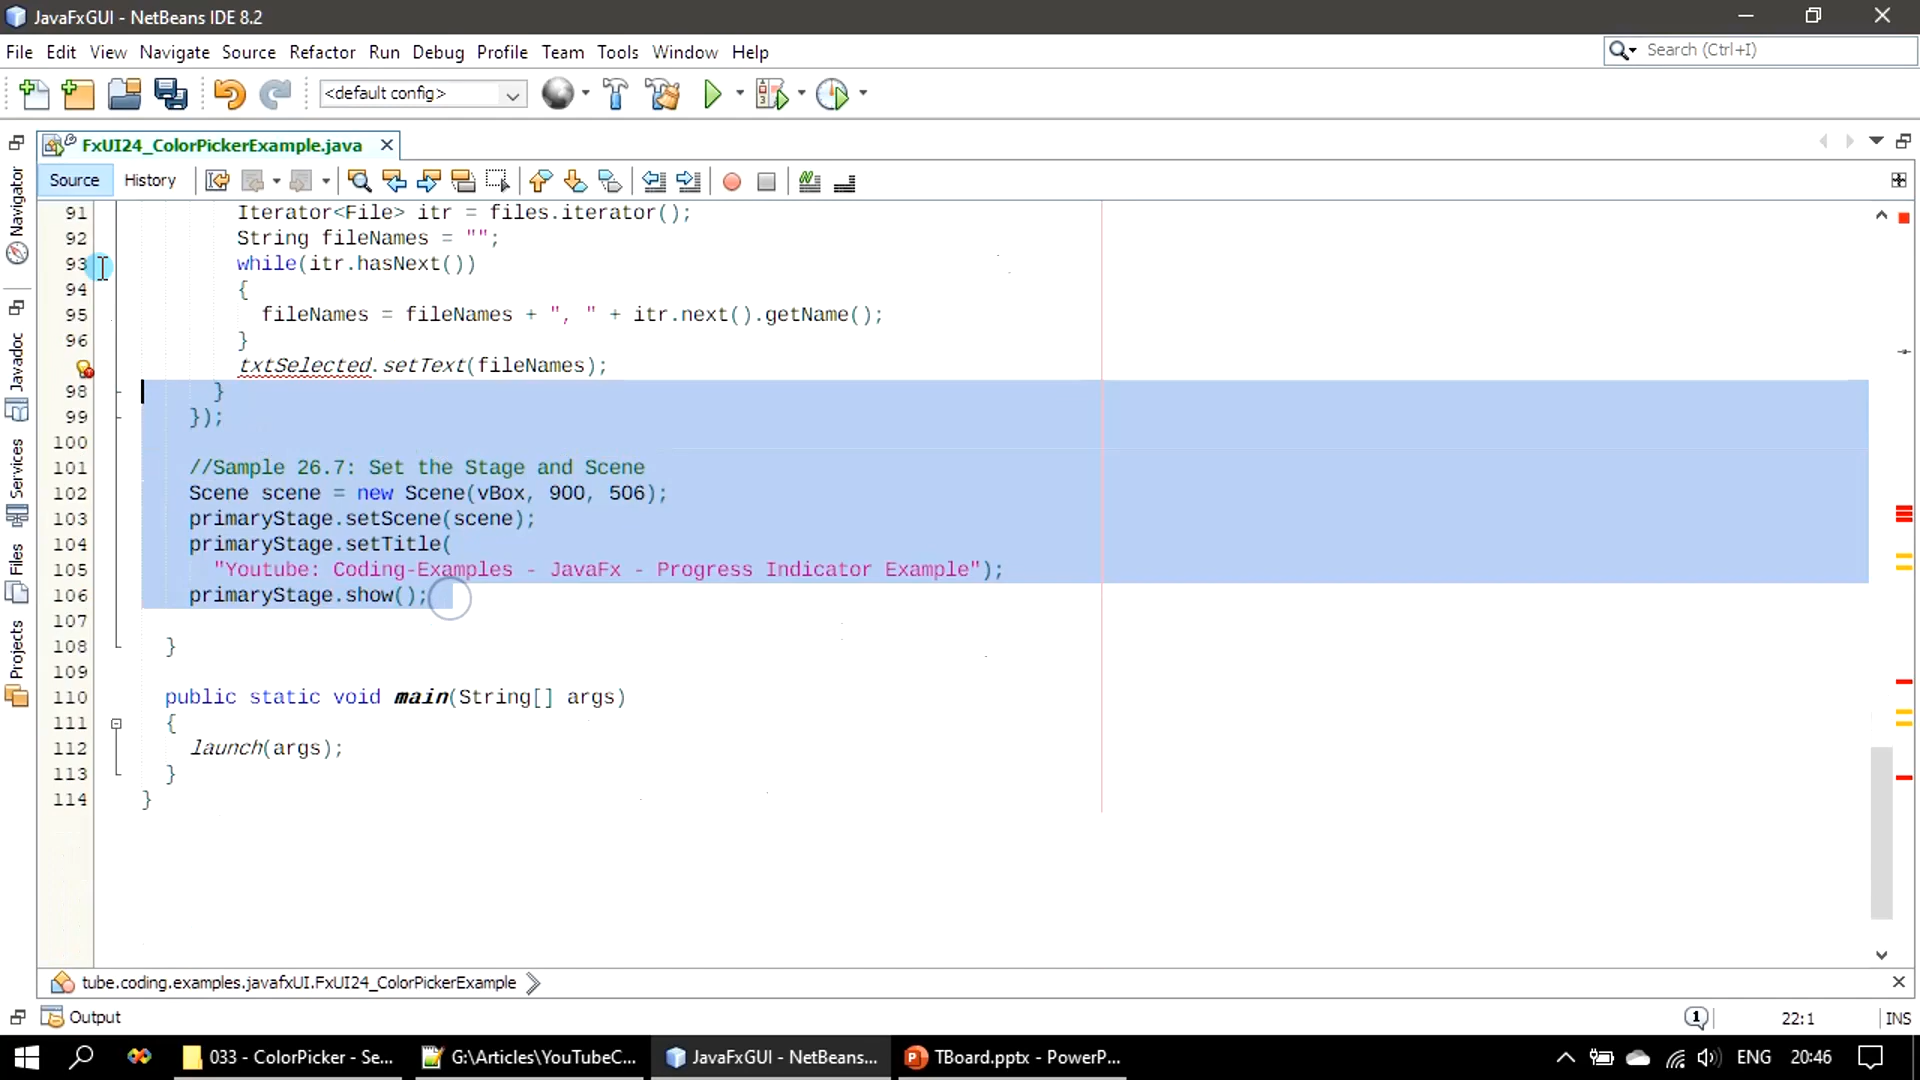 JavaFxGUI - NetBeans IDE 8.2
File Edit View Navigate Source Refactor Run Debug Profile Team Tools Window Help
Search (Ctrl+I)
<default config>
FxUI24_ColorPickerExample.java
Source History
Navigator
Javadoc
Services
Files
Projects
91 Iterator<File> itr = files.iterator();
92 String fileNames = "";
93 while(itr.hasNext())
94 {
95 fileNames = fileNames + ", " + itr.next().getName();
96 }
txtSelected.setText(fileNames);
98 }
99 });
100
101 //Sample 26.7: Set the Stage and Scene
102 Scene scene = new Scene(vBox, 900, 506);
103 primaryStage.setScene(scene);
104 primaryStage.setTitle(
105 "Youtube: Coding-Examples - JavaFx - Progress Indicator Example");
106 primaryStage.show();
107
108 }
109
110 public static void main(String[] args)
111 {
112 launch(args);
113 }
114 }
tube.coding.examples.javafxUI.FxUI24_ColorPickerExample
Output
1
22:1
INS
033 - ColorPicker - Se...
G:\Articles\YouTubeC...
JavaFxGUI - NetBeans...
TBoard.pptx - PowerP...
ENG
20:46